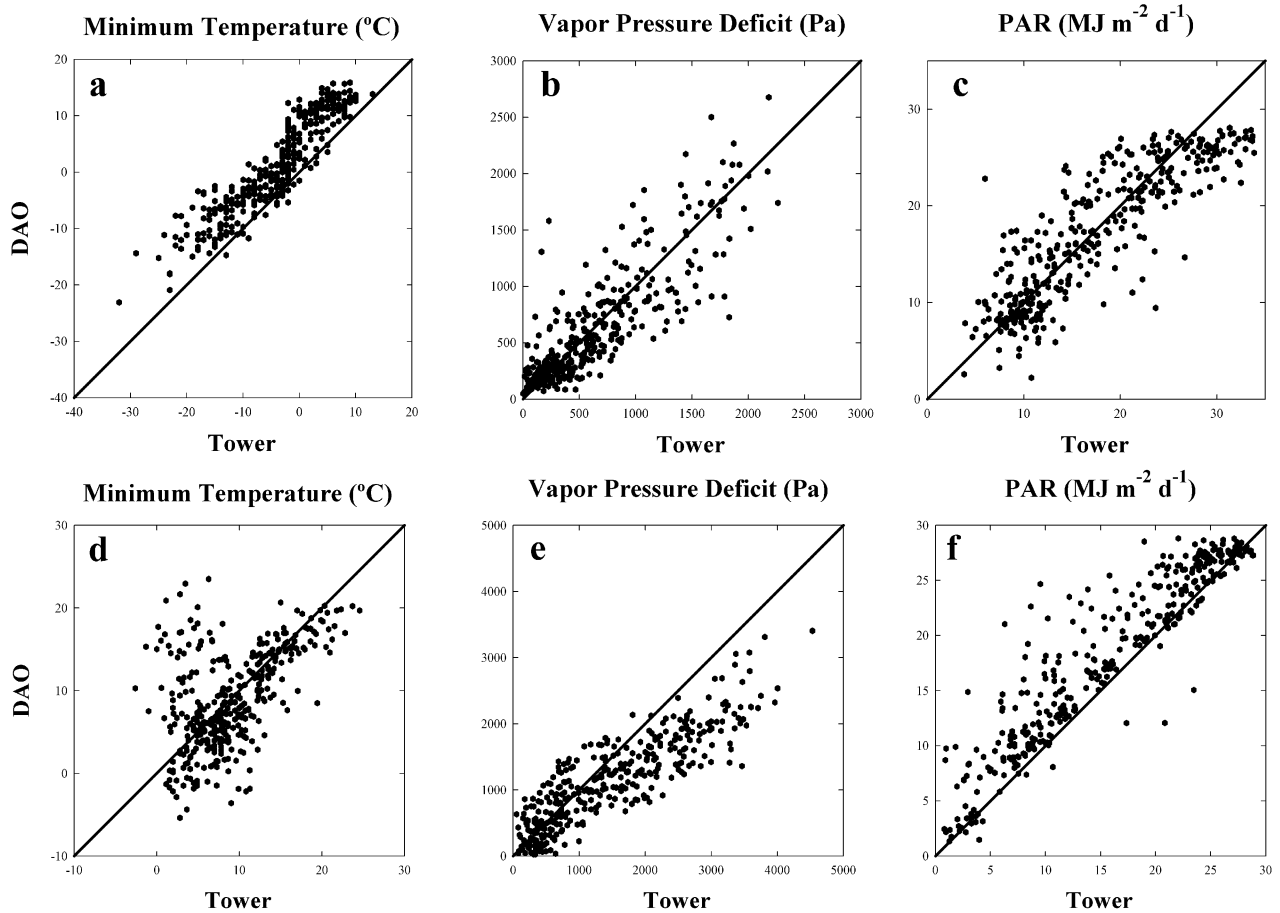 Minimum Temperature (ºC)
Vapor Pressure Deficit (Pa)
PAR (MJ m-2 d-1)
a
b
c
20
10
0
-10
-20
-30
-40
-40 -30 -20 -10 0 10 20
3000
2500
2000
1500
1000
500
0
0 500 1000 1500 2000 2500 3000
30
20
10
0
0 10 20 30
DAO
Tower
Tower
Tower
Minimum Temperature (ºC)
Vapor Pressure Deficit (Pa)
PAR (MJ m-2 d-1)
d
e
f
30
20
10
0
-10
-10 0 10 20 30
5000
4000
3000
2000
1000
0
0 1000 2000 3000 4000 5000
30
25
20
15
10
5
0
0 5 10 15 20 25 30
DAO
Tower
Tower
Tower